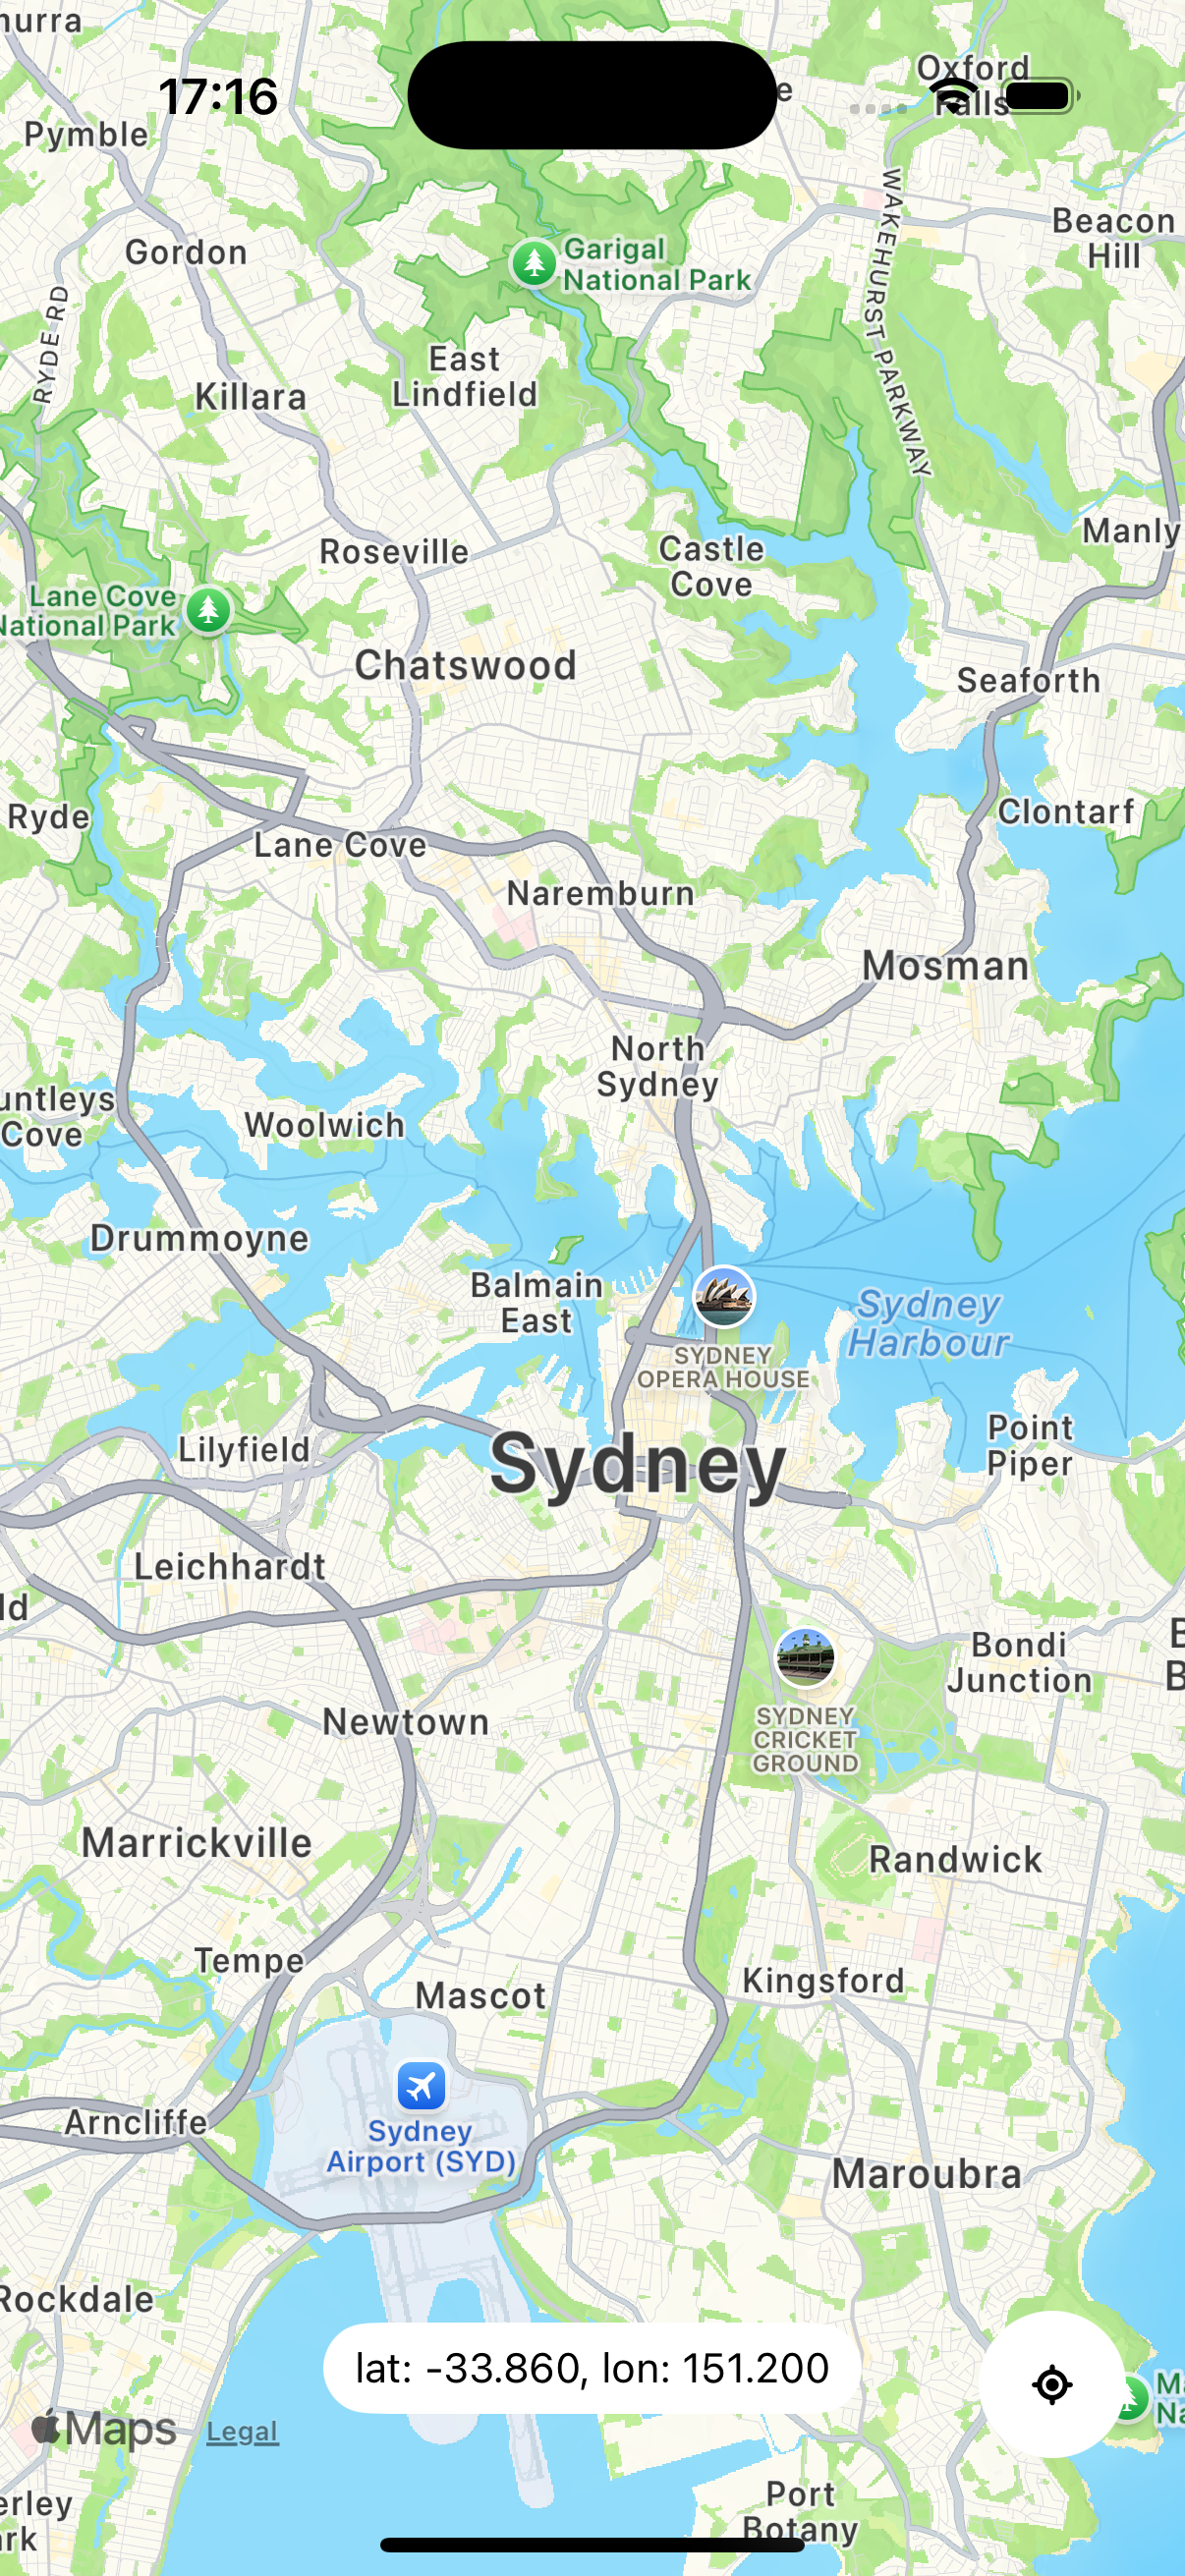 17:16
Oxford
Falls
Pymble
WAKEHURST PARKWAY
Beacon
Hill
Gordon
Garigal
National Park
RYDE RD
East
Lindfield
Killara
Manly
Roseville
Castle
Cove
Lane Cove
National Park
Chatswood
Seaforth
Ryde
Clontarf
Lane Cove
Naremburn
Mosman
North
Sydney
untleys
Cove
Woolwich
Drummoyne
Balmain
East
Sydney
Harbour
SYDNEY
OPERA HOUSE
Point
Piper
Lilyfield
Sydney
Leichhardt
ld
Bondi
Junction
Newtown
SYDNEY
CRICKET
GROUND
Marrickville
Randwick
Tempe
Mascot
Kingsford
Arncliffe
Sydney
Airport (SYD)
Maroubra
Rockdale
lat: -33.860, lon: 151.200
Maps
Legal
erley
rk
Port
Botany